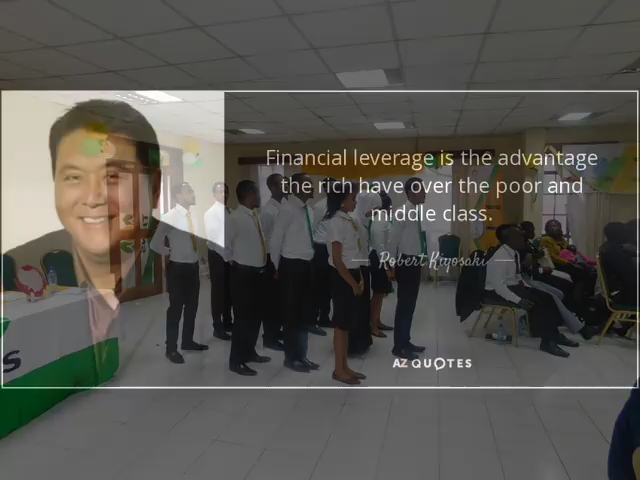 Financial leverage is the advantage
the rich have over the poor and
middle class.
Robert Kiyosaki
AZ QUOTES
S